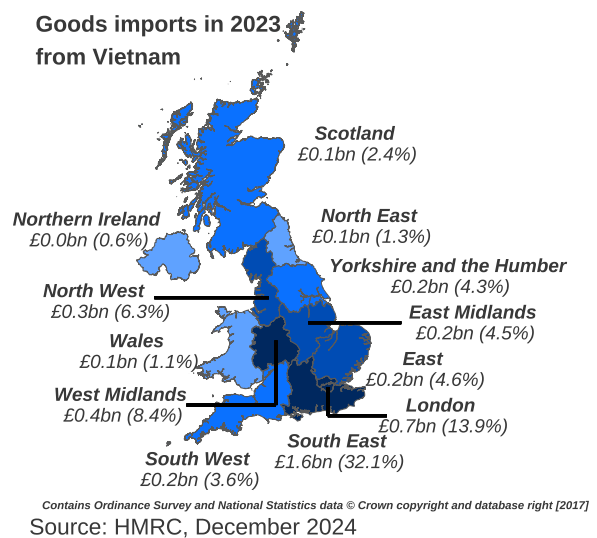 Goods imports in 2023
from Vietnam
Scotland
£0.1bn (2.4%)
Northern Ireland
£0.0bn (0.6%)
North East
£0.1bn (1.3%)
Yorkshire and the Humber
£0.2bn (4.3%)
North West
£0.3bn (6.3%)
East Midlands
£0.2bn (4.5%)
Wales
£0.1bn (1.1%)
East
£0.2bn (4.6%)
West Midlands
£0.4bn (8.4%)
London
£0.7bn (13.9%)
South East
£1.6bn (32.1%)
South West
£0.2bn (3.6%)
Contains Ordinance Survey and National Statistics data © Crown copyright and database right [2017]
Source: HMRC, December 2024